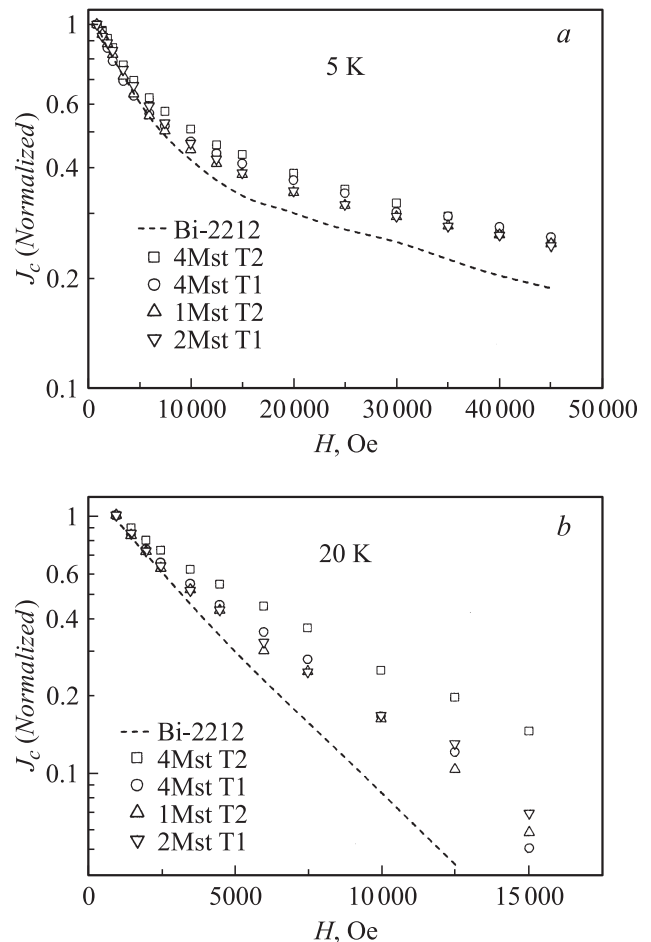 a
5 K
1
0.6
0.4
0.2
0.1
J_c (Normalized)
Bi-2212
4Mst T2
4Mst T1
1Mst T2
2Mst T1
0 10 000 20 000 30 000 40 000 50 000
H, Oe
b
20 K
1
0.6
0.4
0.2
0.1
J_c (Normalized)
Bi-2212
4Mst T2
4Mst T1
1Mst T2
2Mst T1
0 5000 10 000 15 000
H, Oe